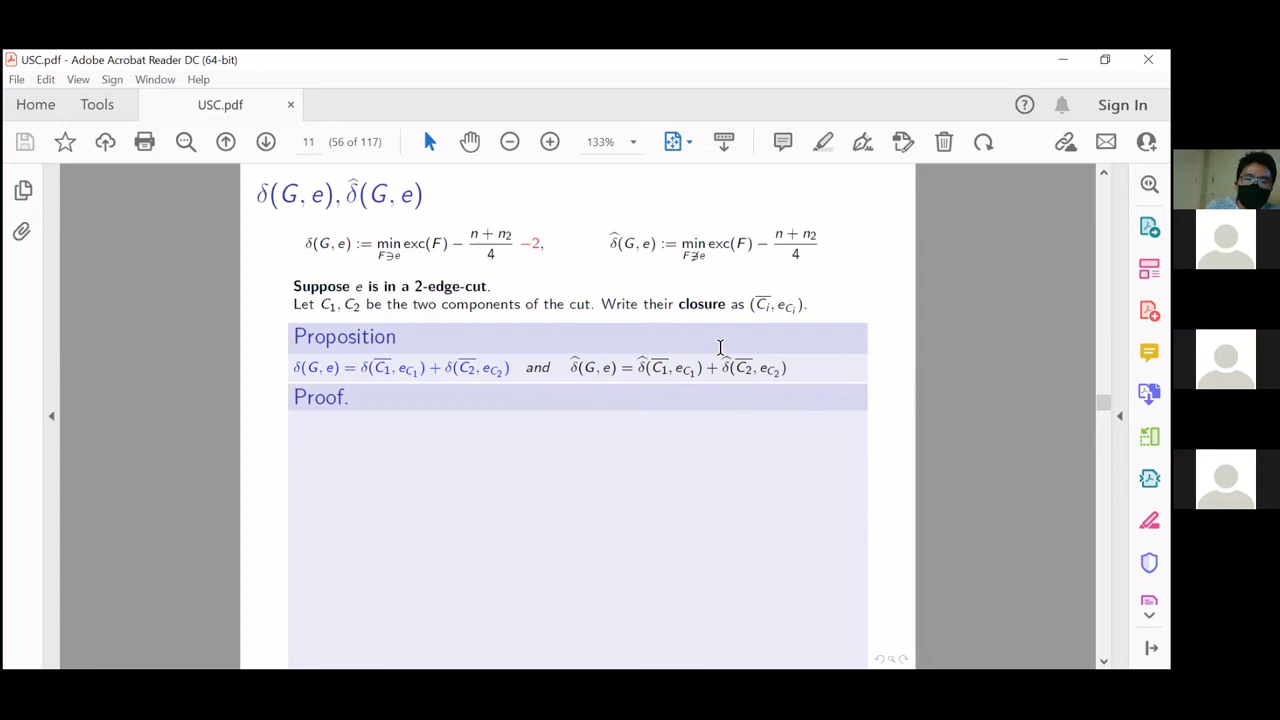 USC.pdf - Adobe Acrobat Reader DC (64-bit)
File Edit View Sign Window Help
Home Tools USC.pdf × Sign In
11 (56 of 117) 133%
δ(G, e), δ̂(G, e)
δ(G, e) := min_{F∋e} exc(F) − (n + n₂)/4 −2, δ̂(G, e) := min_{F∌e} exc(F) − (n + n₂)/4
Suppose e is in a 2-edge-cut.
Let C₁, C₂ be the two components of the cut. Write their closure as (C̅ᵢ, e_{Cᵢ}).
Proposition
δ(G, e) = δ(C̅₁, e_{C₁}) + δ(C̅₂, e_{C₂}) and δ̂(G, e) = δ̂(C̅₁, e_{C₁}) + δ̂(C̅₂, e_{C₂})
Proof.